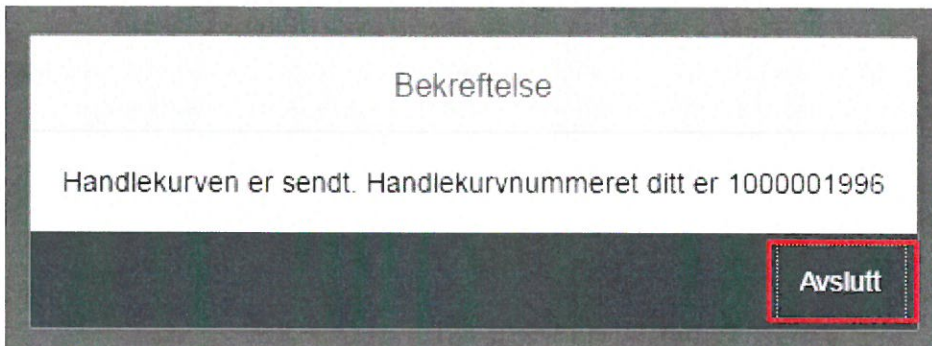 Bekreftelse
Handlekurven er sendt. Handlekurvnummeret ditt er 1000001996
Avslutt